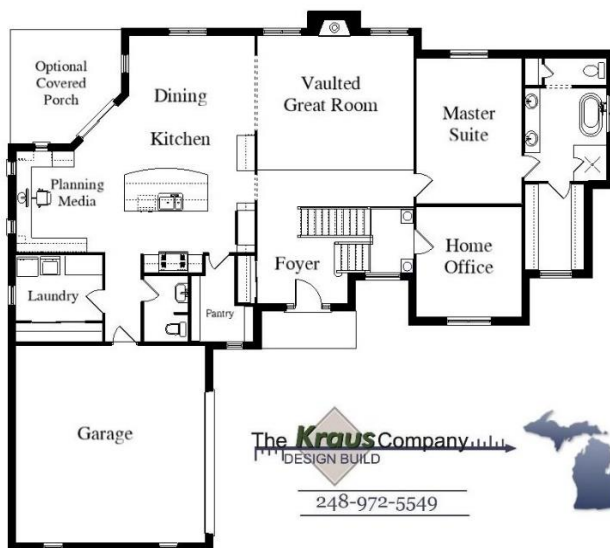 Optional
Covered
Porch
Dining
Kitchen
Vaulted
Great Room
Master
Suite
Planning
Media
Foyer
Home
Office
Laundry
Pantry
Garage
The Kraus Company
DESIGN BUILD
248-972-5549